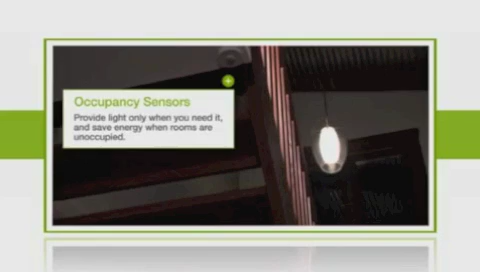 Occupancy Sensors
Provide light only when you need it,
and save energy when rooms are
unoccupied.